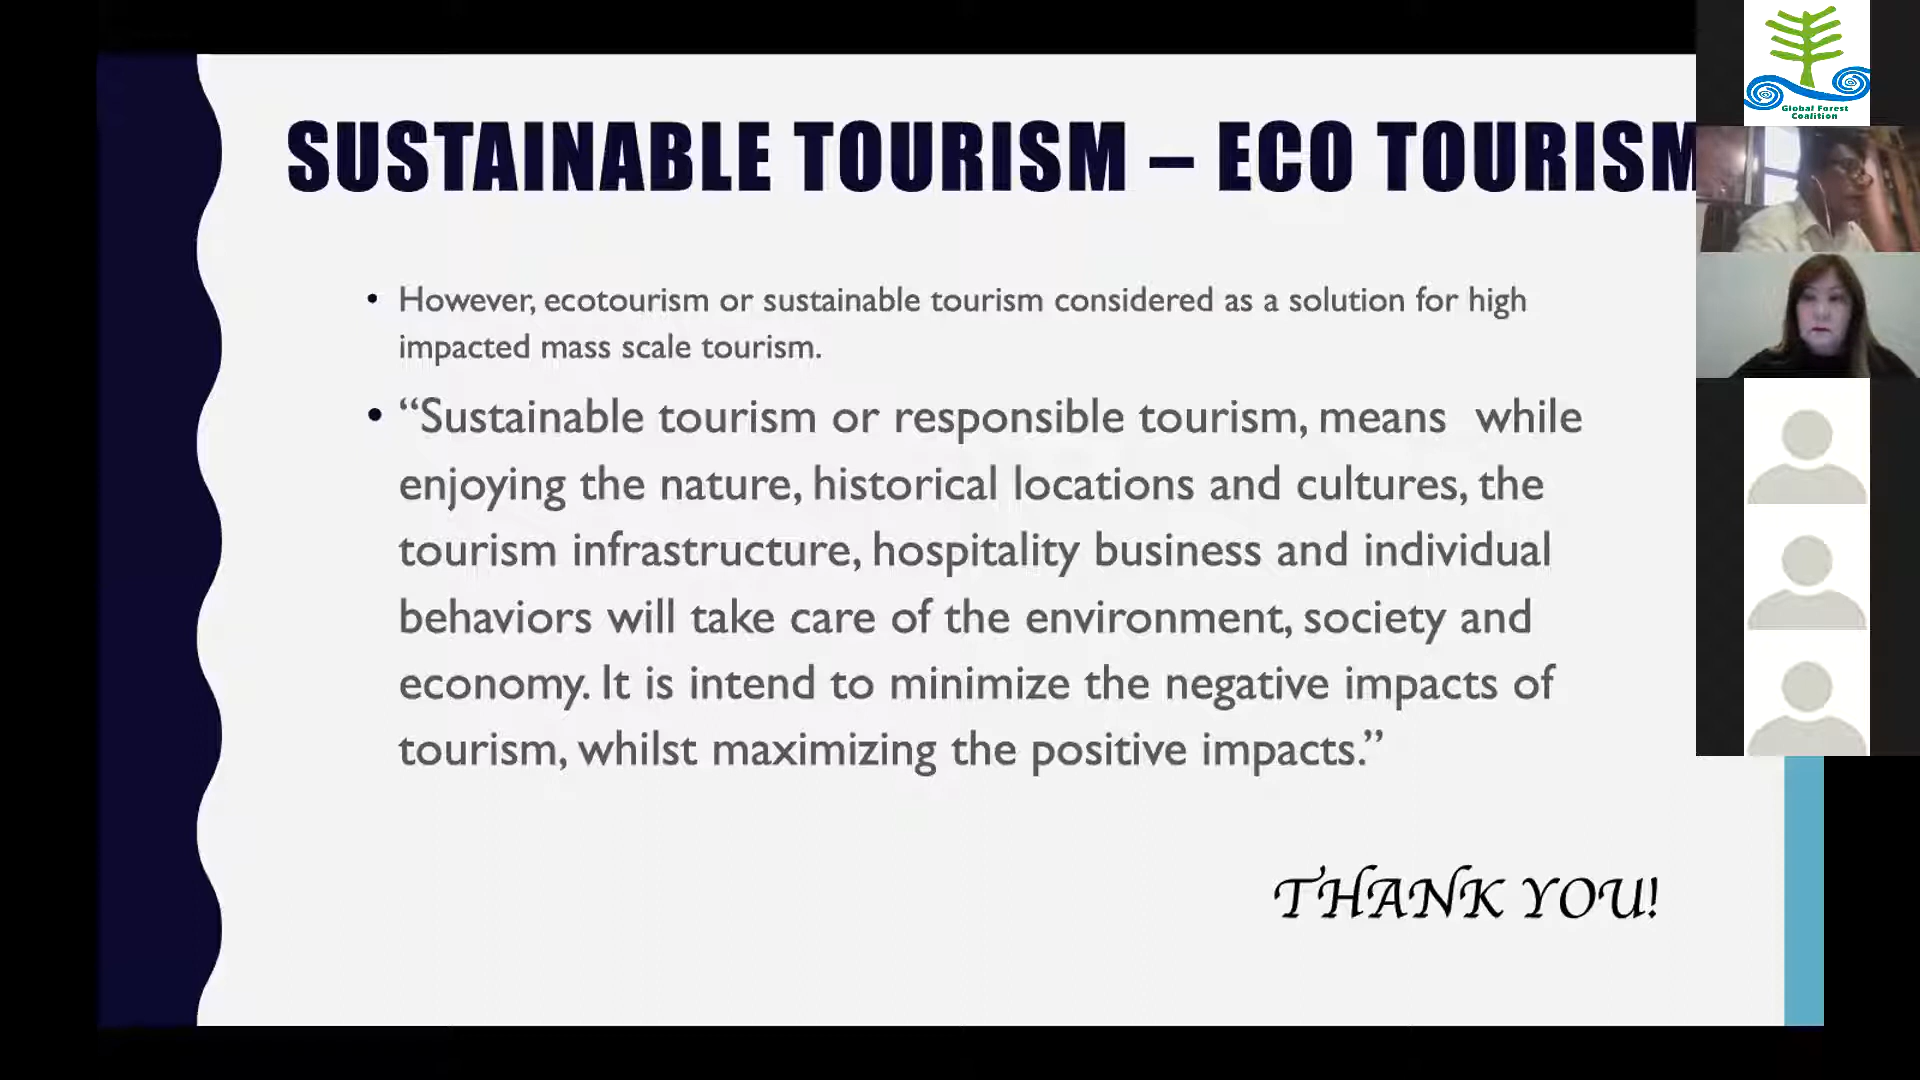 SUSTAINABLE TOURISM – ECO TOURISM
• However, ecotourism or sustainable tourism considered as a solution for high
impacted mass scale tourism.
• “Sustainable tourism or responsible tourism, means while
enjoying the nature, historical locations and cultures, the
tourism infrastructure, hospitality business and individual
behaviors will take care of the environment, society and
economy. It is intend to minimize the negative impacts of
tourism, whilst maximizing the positive impacts.”
THANK YOU!
Global Forest
Coalition